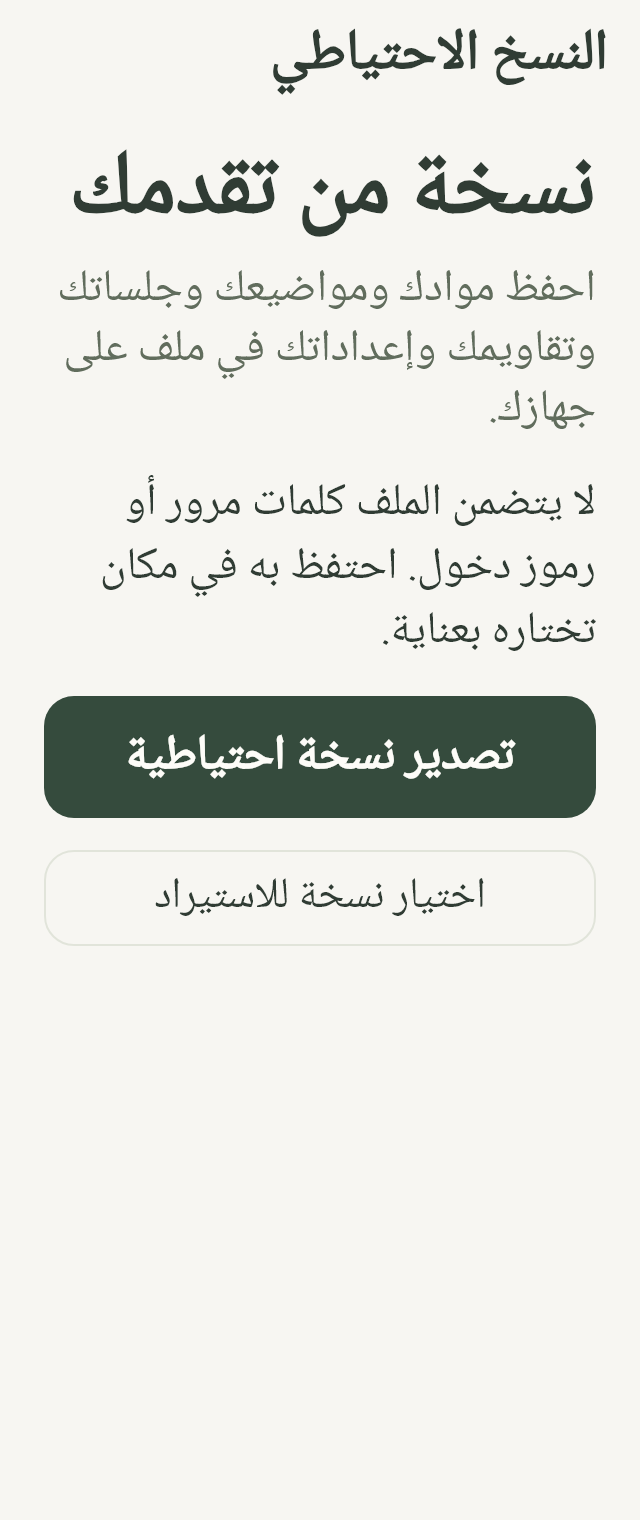 النسخ الاحتياطي
نسخة من تقدمك
احفظ موادك ومواضيعك وجلساتك
وتقاويمك وإعداداتك في ملف على
جهازك.
لا يتضمن الملف كلمات مرور أو
رموز دخول. احتفظ به في مكان
تختاره بعناية.
تصدير نسخة احتياطية
اختيار نسخة للاستيراد